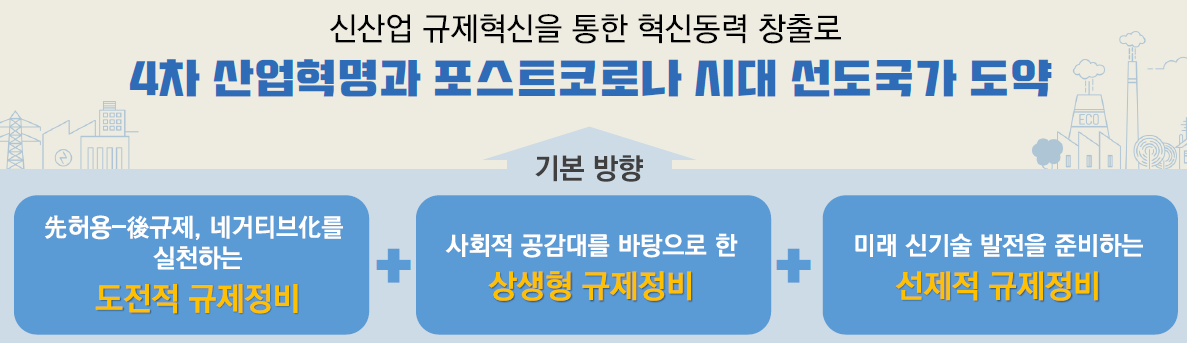 신산업 규제혁신을 통한 혁신동력 창출로
4차 산업혁명과 포스트코로나 시대 선도국가 도약
ECO
기본 방향
先허용-後규제, 네거티브化를
실천하는
도전적 규제정비
+
사회적 공감대를 바탕으로 한
상생형 규제정비
+
미래 신기술 발전을 준비하는
선제적 규제정비